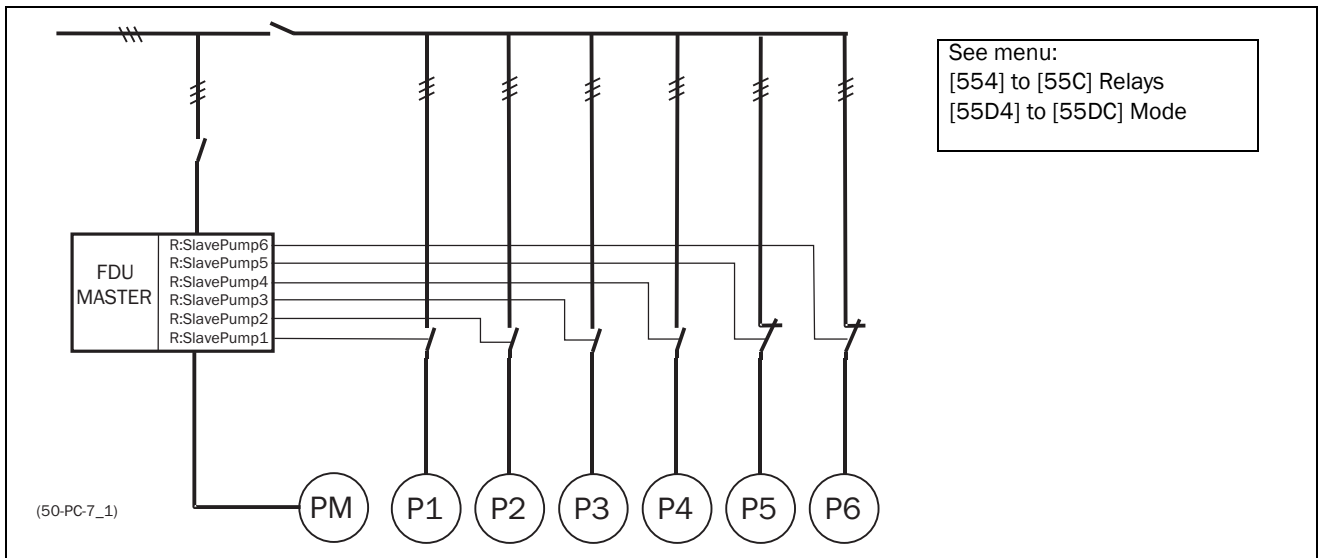 See menu:
[554] to [55C] Relays
[55D4] to [55DC] Mode
FDU
MASTER
R:SlavePump6
R:SlavePump5
R:SlavePump4
R:SlavePump3
R:SlavePump2
R:SlavePump1
(50-PC-7_1)
PM
P1
P2
P3
P4
P5
P6